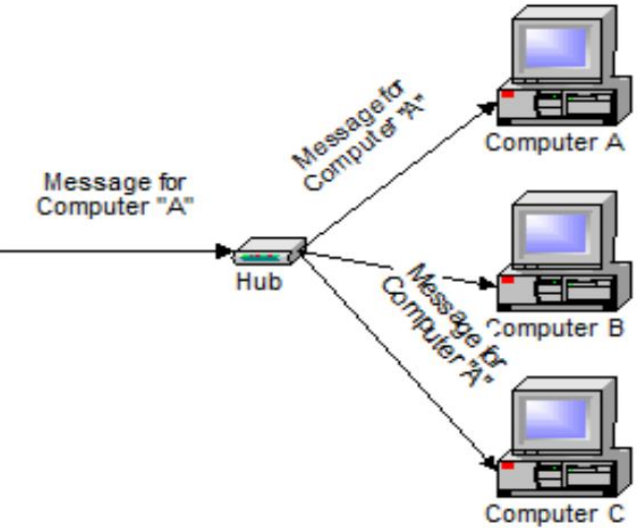 Message for
Computer "A"
Message for
Computer "A"
Computer A
Hub
Message for
Computer "A"
Computer B
Computer C